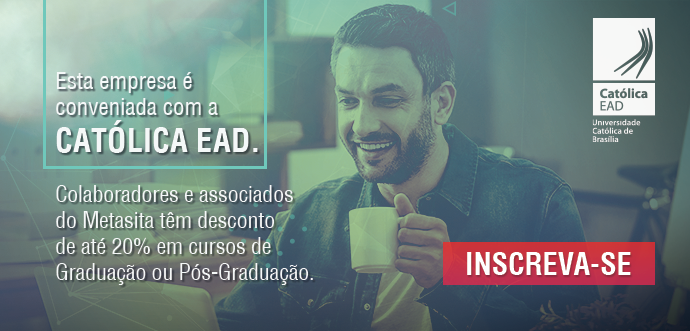 Esta empresa é
conveniada com a
CATÓLICA EAD.
Colaboradores e associados
do Metasita têm desconto
de até 20% em cursos de
Graduação ou Pós-Graduação.
Católica
EAD
Universidade
Católica de
Brasília
INSCREVA-SE